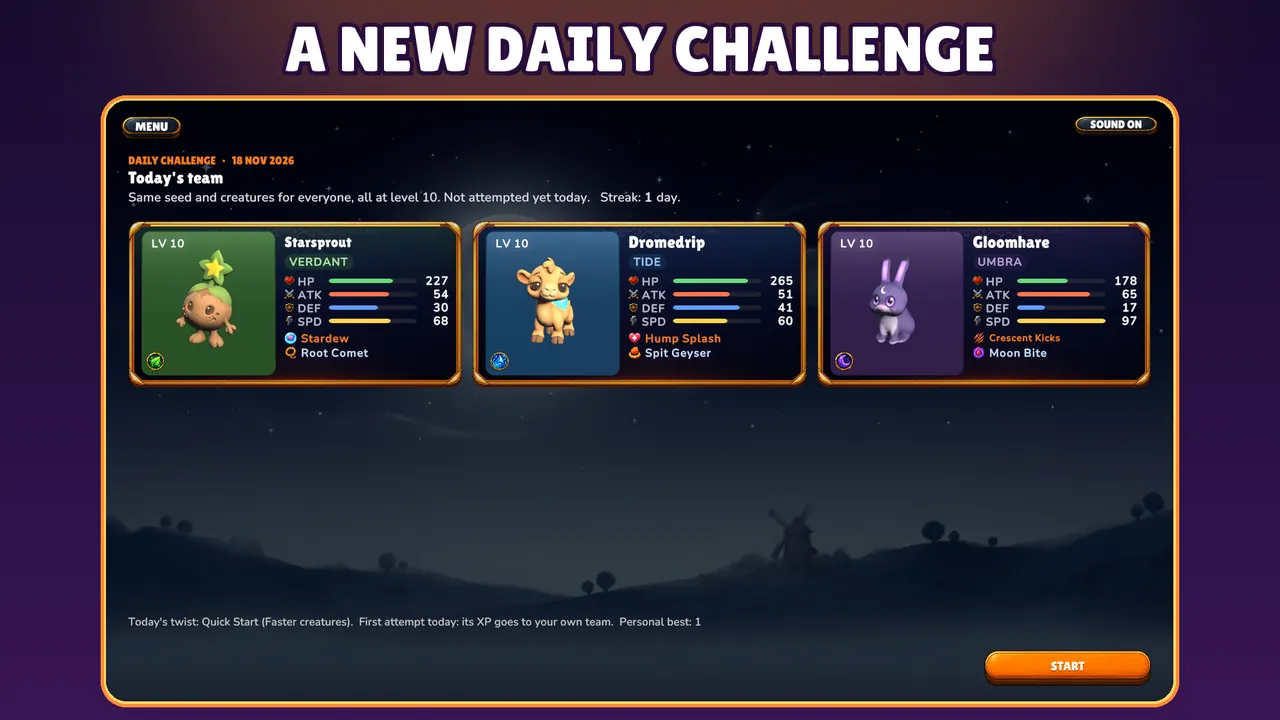 A NEW DAILY CHALLENGE
MENU
SOUND ON
DAILY CHALLENGE · 18 NOV 2026
Today's team
Same seed and creatures for everyone, all at level 10. Not attempted yet today. Streak: 1 day.
LV 10
Starsprout
VERDANT
HP 227
ATK 54
DEF 30
SPD 68
Stardew
Root Comet
LV 10
Dromedrip
TIDE
HP 265
ATK 51
DEF 41
SPD 60
Hump Splash
Spit Geyser
LV 10
Gloomhare
UMBRA
HP 178
ATK 65
DEF 17
SPD 97
Crescent Kicks
Moon Bite
Today's twist: Quick Start (Faster creatures). First attempt today: its XP goes to your own team. Personal best: 1
START